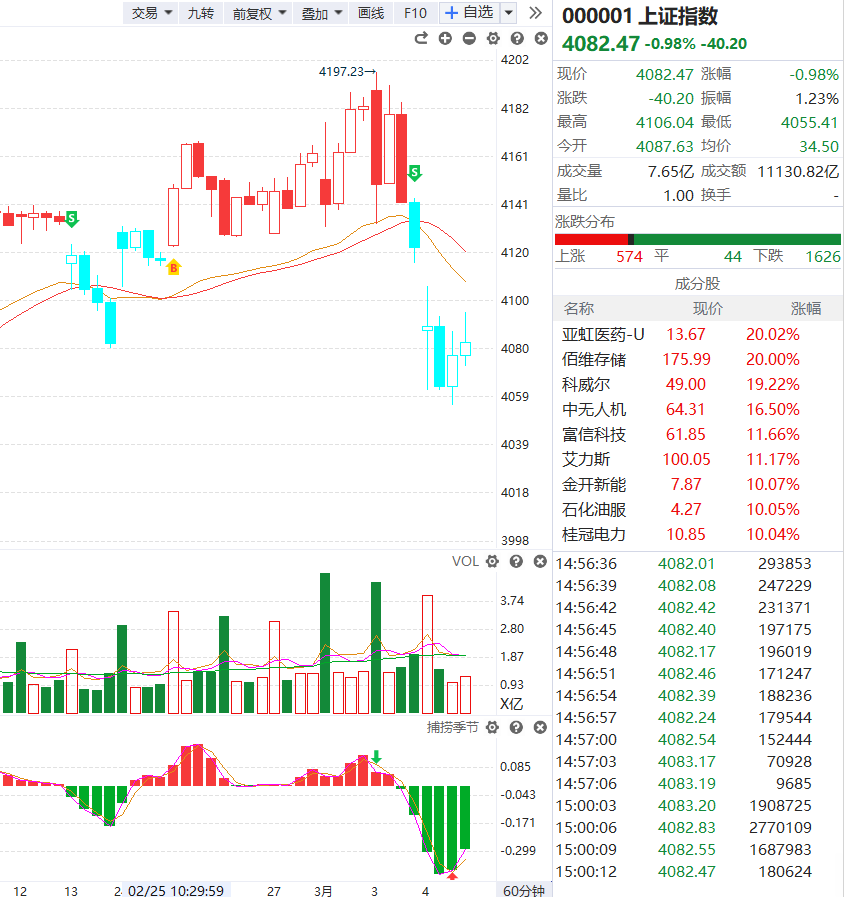 交易 九转 前复权 叠加 画线 F10 + 自选
000001 上证指数
4082.47 -0.98% -40.20
现价 4082.47 涨幅 -0.98%
涨跌 -40.20 振幅 1.23%
最高 4106.04 最低 4055.41
今开 4087.63 均价 34.50
成交量 7.65亿 成交额 11130.82亿
量比 1.00 换手 -
涨跌分布
上涨 574 平 44 下跌 1626
成分股
名称 现价 涨幅
亚虹医药-U 13.67 20.02%
佰维存储 175.99 20.00%
科威尔 49.00 19.22%
中无人机 64.31 16.50%
富信科技 61.85 11.66%
艾力斯 100.05 11.17%
金开新能 7.87 10.07%
石化油服 4.27 10.05%
桂冠电力 10.85 10.04%
14:56:36 4082.01 293853
14:56:39 4082.08 247229
14:56:42 4082.42 231371
14:56:45 4082.40 197175
14:56:48 4082.17 196019
14:56:51 4082.46 171247
14:56:54 4082.39 188236
14:56:57 4082.24 179544
14:57:00 4082.54 152444
14:57:03 4083.17 70928
14:57:06 4083.19 9685
15:00:03 4083.20 1908725
15:00:06 4082.83 2770109
15:00:09 4082.55 1687983
15:00:12 4082.47 180624
4197.23
S
S
B
4202
4182
4161
4141
4120
4100
4080
4059
4039
4018
3998
VOL
3.74
2.80
1.87
0.93
X亿
捕捞季节
0.085
-0.043
-0.171
-0.299
12 13 2 02/25 10:29:59 27 3月 3 4 60分钟